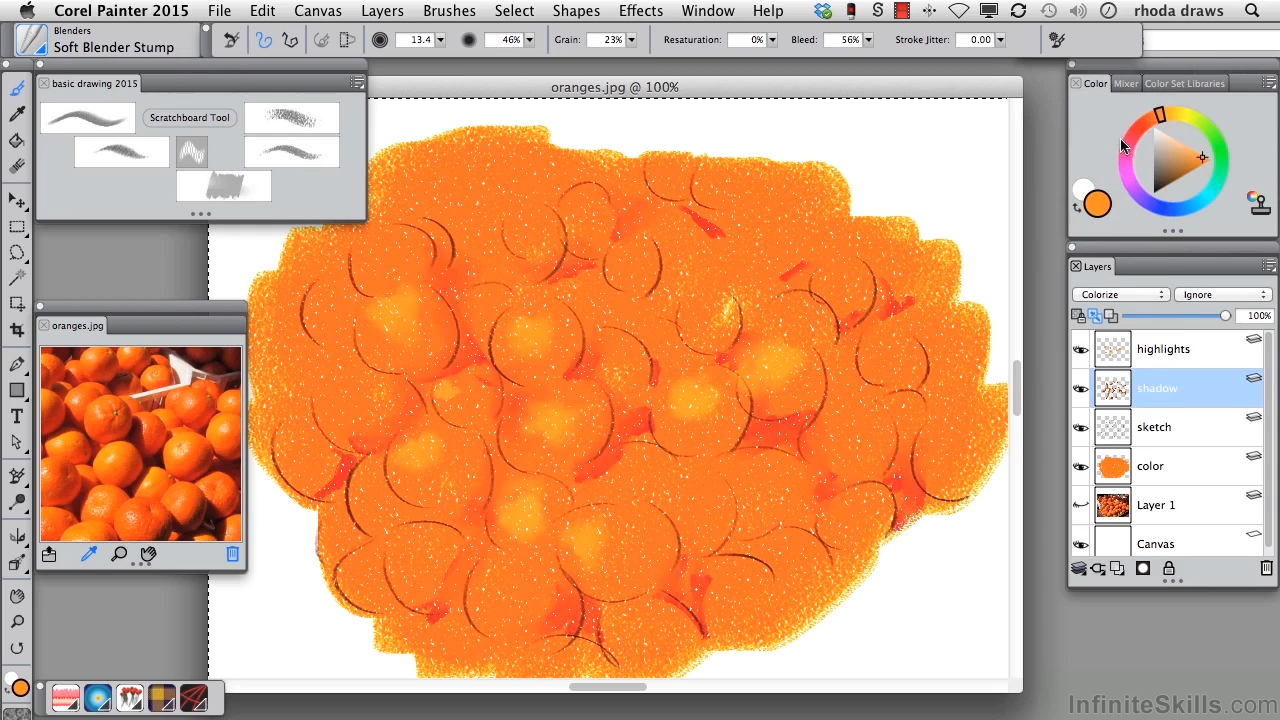 Corel Painter 2015 File Edit Canvas Layers Brushes Select Shapes Effects Window Help rhoda draws
Blenders
Soft Blender Stump
13.4 46% Grain: 23% Resaturation: 0% Bleed: 56% Stroke Jitter: 0.00
basic drawing 2015
Scratchboard Tool
oranges.jpg @ 100%
Color Mixer Color Set Libraries
oranges.jpg
Layers
Colorize Ignore
100%
highlights
shadow
sketch
color
Layer 1
Canvas
InfiniteSkills.com